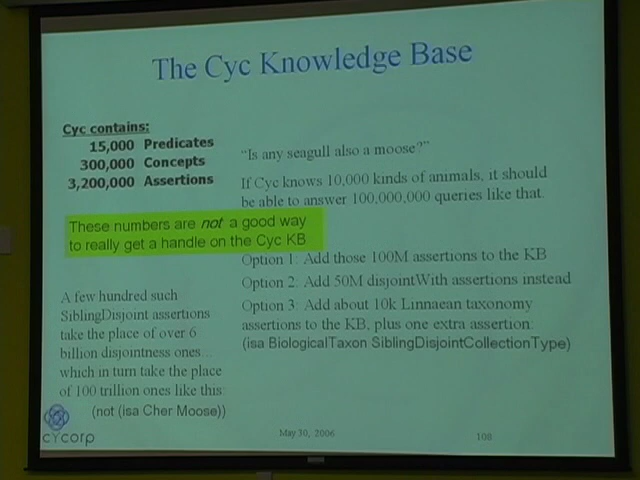 The Cyc Knowledge Base
Cyc contains:
15,000 Predicates
300,000 Concepts
3,200,000 Assertions
These numbers are not a good way
to really get a handle on the Cyc KB
A few hundred such
SiblingDisjoint assertions
take the place of over 6
billion disjointness ones...
which in turn take the place
of 100 trillion ones like this:
(not (isa Cher Moose))
"Is any seagull also a moose?"
If Cyc knows 10,000 kinds of animals, it should
be able to answer 100,000,000 queries like that.
Option 1: Add those 100M assertions to the KB
Option 2: Add 50M disjointWith assertions instead
Option 3: Add about 10k Linnaean taxonomy
assertions to the KB, plus one extra assertion:
(isa BiologicalTaxon SiblingDisjointCollectionType)
cycorp
May 30, 2006
108